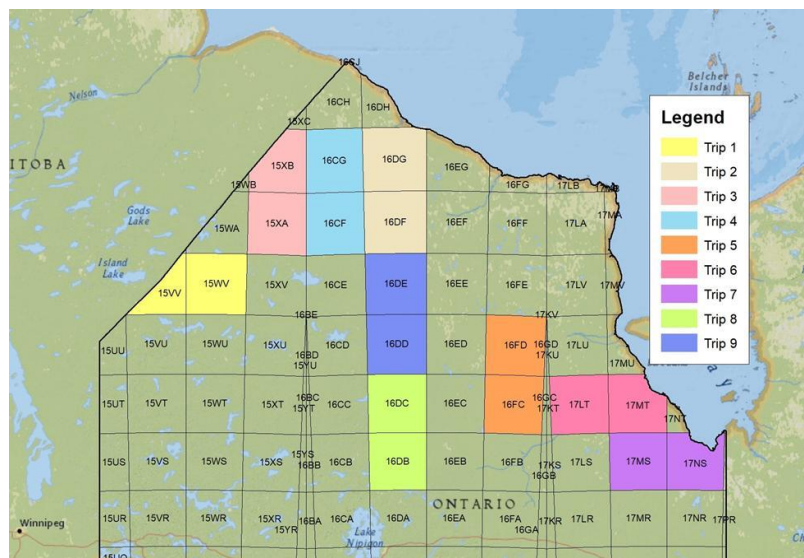 16GJ
16CH
16DH
15XC
Nelson
Belcher
Islands
ITOBA
Legend
Trip 1
Trip 2
Trip 3
Trip 4
Trip 5
Trip 6
Trip 7
Trip 8
Trip 9
15WB
15XB
16CG
16DG
16EG
16FG
17LB
Gods
Lake
15WA
15XA
16CF
16DF
16EF
16FF
17LA
17MA
Island
Lake
15VV
15WV
15XV
16CE
16DE
16EE
16FE
17LV
17MV
16BE
17KV
15UU
15VU
15WU
15XU
16BD
15YU
16CD
16DD
16ED
16FD
16GD
17KU
17LU
17MU
ay
15UT
15VT
15WT
15XT
16BC
15YT
16CC
16DC
16EC
16FC
16GC
17KT
17LT
17MT
17NT
15US
15VS
15WS
15XS
15YS
16BB
16CB
16DB
16EB
16FB
17KS
16GB
17LS
17MS
17NS
ONTARIO
Winnipeg
15UR
15VR
15WR
15XR
15YR
16BA
16CA
Lake
Nipigon
16DA
16EA
16FA
16GA
17KR
17LR
17MR
17NR
17PR
15UQ